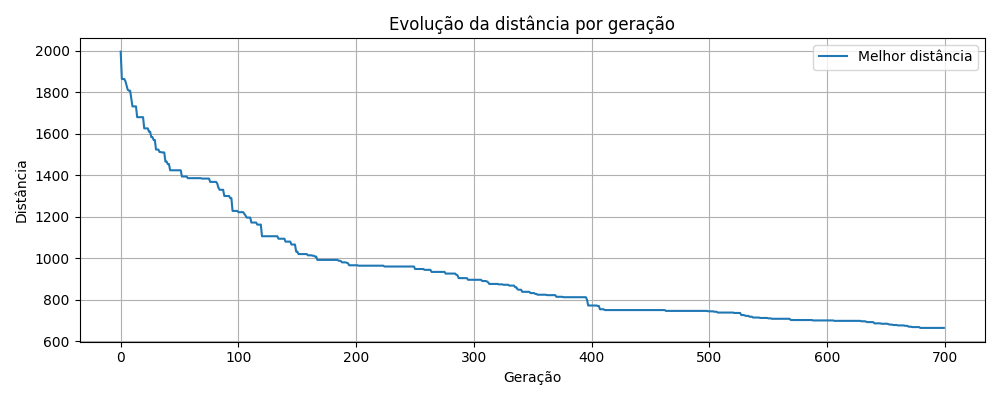 Evolução da distância por geração
Melhor distância
Distância
2000
1800
1600
1400
1200
1000
800
600
0 100 200 300 400 500 600 700
Geração